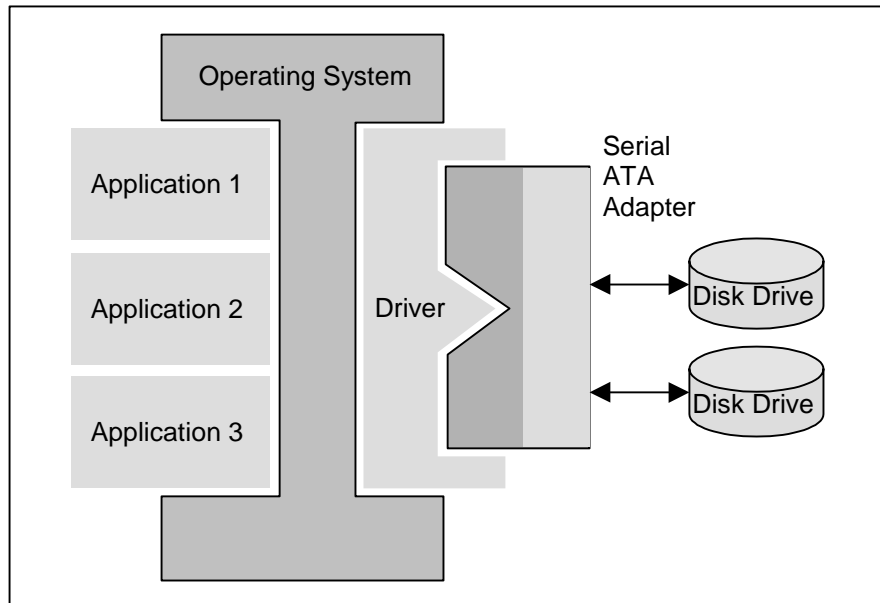 Operating System
Application 1
Application 2
Application 3
Driver
Serial
ATA
Adapter
Disk Drive
Disk Drive